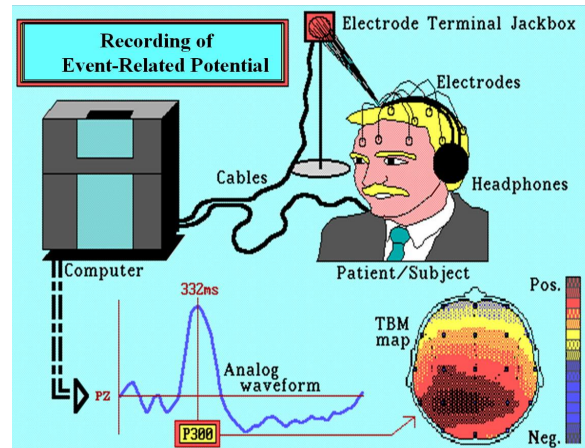 Recording of
Event-Related Potential
Electrode Terminal Jackbox
Electrodes
Cables
Headphones
Computer
Patient/Subject
332ms
Pos.
TBM
map
Analog
waveform
PZ
P300
Neg.